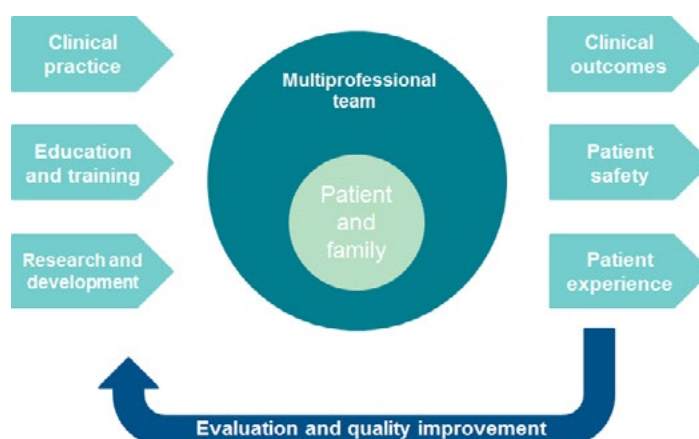 Clinical
practice
Education
and training
Research and
development
Multiprofessional
team
Patient
and
family
Clinical
outcomes
Patient
safety
Patient
experience
Evaluation and quality improvement